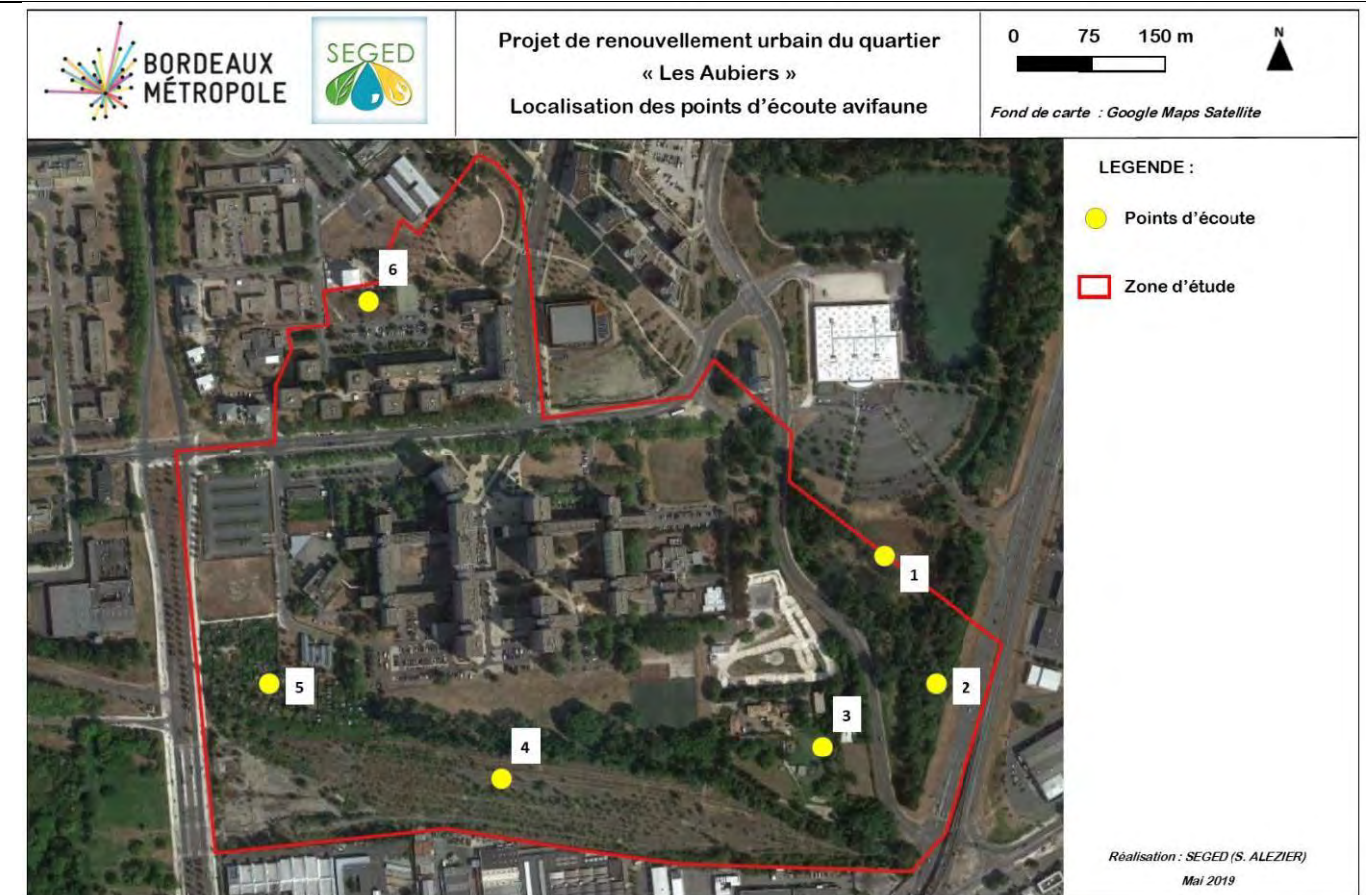 BORDEAUX
MÉTROPOLE
SEGED
Projet de renouvellement urbain du quartier
« Les Aubiers »
Localisation des points d'écoute avifaune
0 75 150 m
N
Fond de carte : Google Maps Satellite
LEGENDE :
Points d'écoute
Zone d'étude
6
1
2
5
3
4
Réalisation : SEGED (S. ALEZIER)
Mai 2019